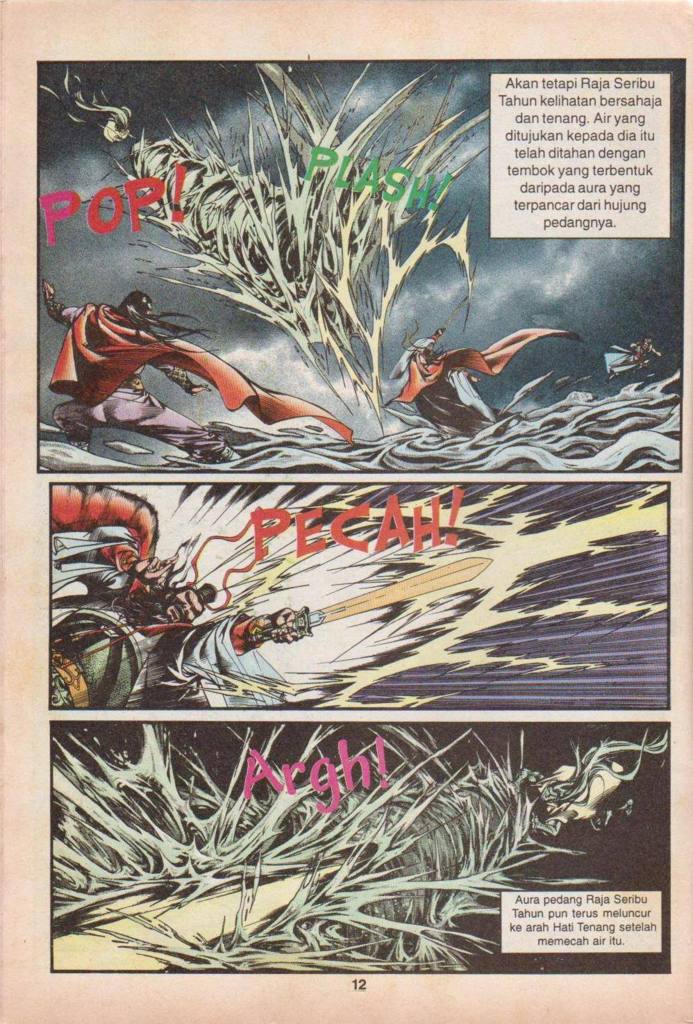 Akan tetapi Raja Seribu
Tahun kelihatan bersahaja
dan tenang. Air yang
ditujukan kepada dia itu
telah ditahan dengan
tembok yang terbentuk
daripada aura yang
terpancar dari hujung
pedangnya.
POP!
PLASH!
PECAH!
Argh!
Aura pedang Raja Seribu
Tahun pun terus meluncur
ke arah Hati Tenang setelah
memecah air itu.
12